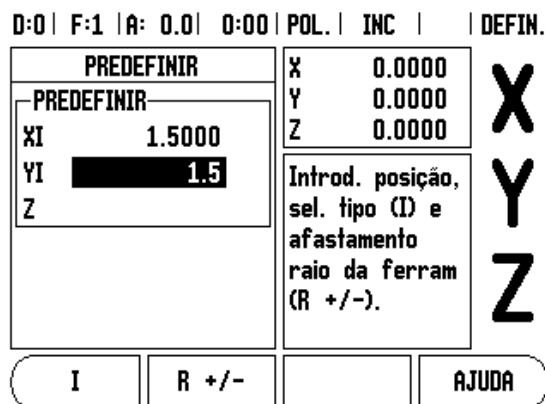 D:0 | F:1 | A: 0.0 | 0:00 | POL. | INC | | DEFIN.
PREDEFINIR
PREDEFINIR
XI 1.5000
YI 1.5
Z
X 0.0000
Y 0.0000
Z 0.0000
Introd. posição,
sel. tipo (I) e
afastamento
raio da ferram
(R +/-).
X
Y
Z
I
R +/-
AJUDA